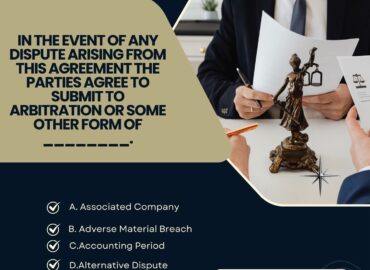 IN THE EVENT OF ANY
DISPUTE ARISING FROM
THIS AGREEMENT THE
PARTIES AGREE TO
SUBMIT TO
ARBITRATION OR SOME
OTHER FORM OF
________.
A. Associated Company
B. Adverse Material Breach
C.Accounting Period
D.Alternative Dispute